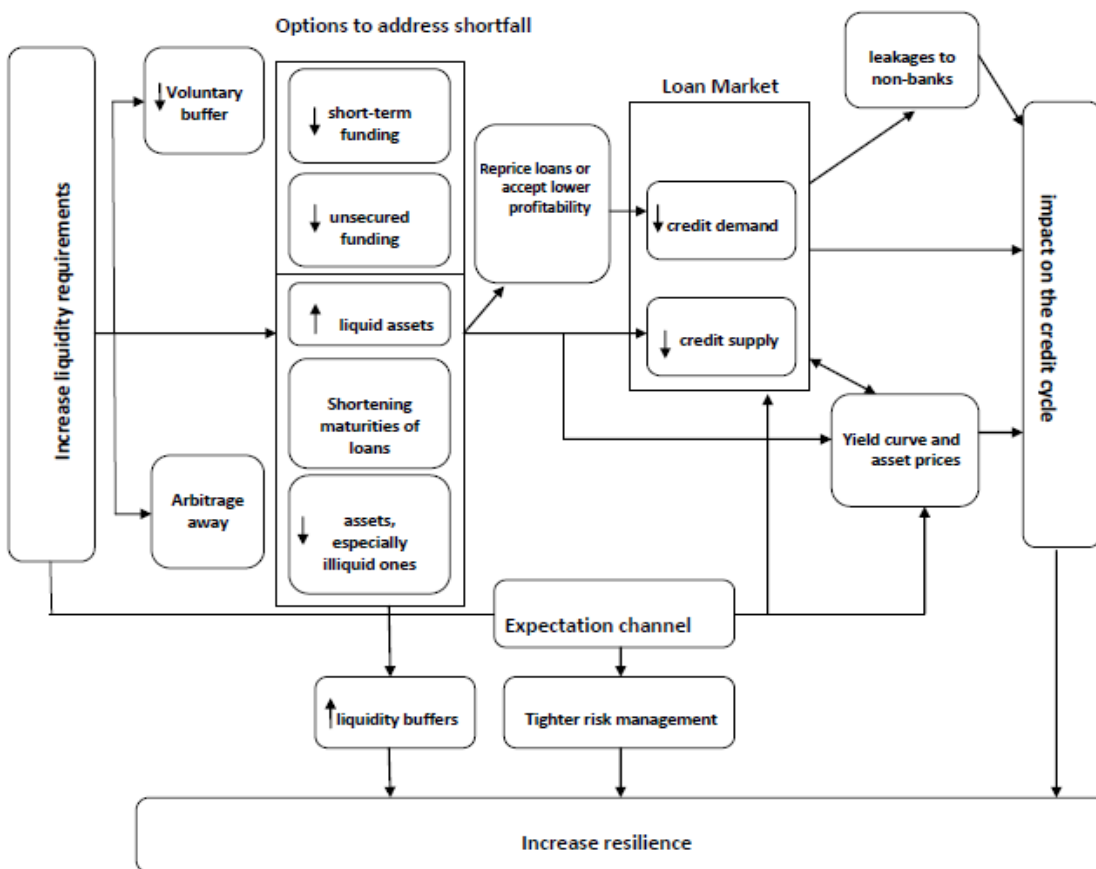 Options to address shortfall
Increase liquidity requirements
Voluntary
buffer
Arbitrage
away
short-term
funding
unsecured
funding
liquid assets
Shortening
maturities of
loans
assets,
especially
illiquid ones
Reprice loans or
accept lower
profitability
Loan Market
credit demand
credit supply
leakages to
non-banks
Yield curve and
asset prices
impact on the credit cycle
Expectation channel
liquidity buffers
Tighter risk management
Increase resilience